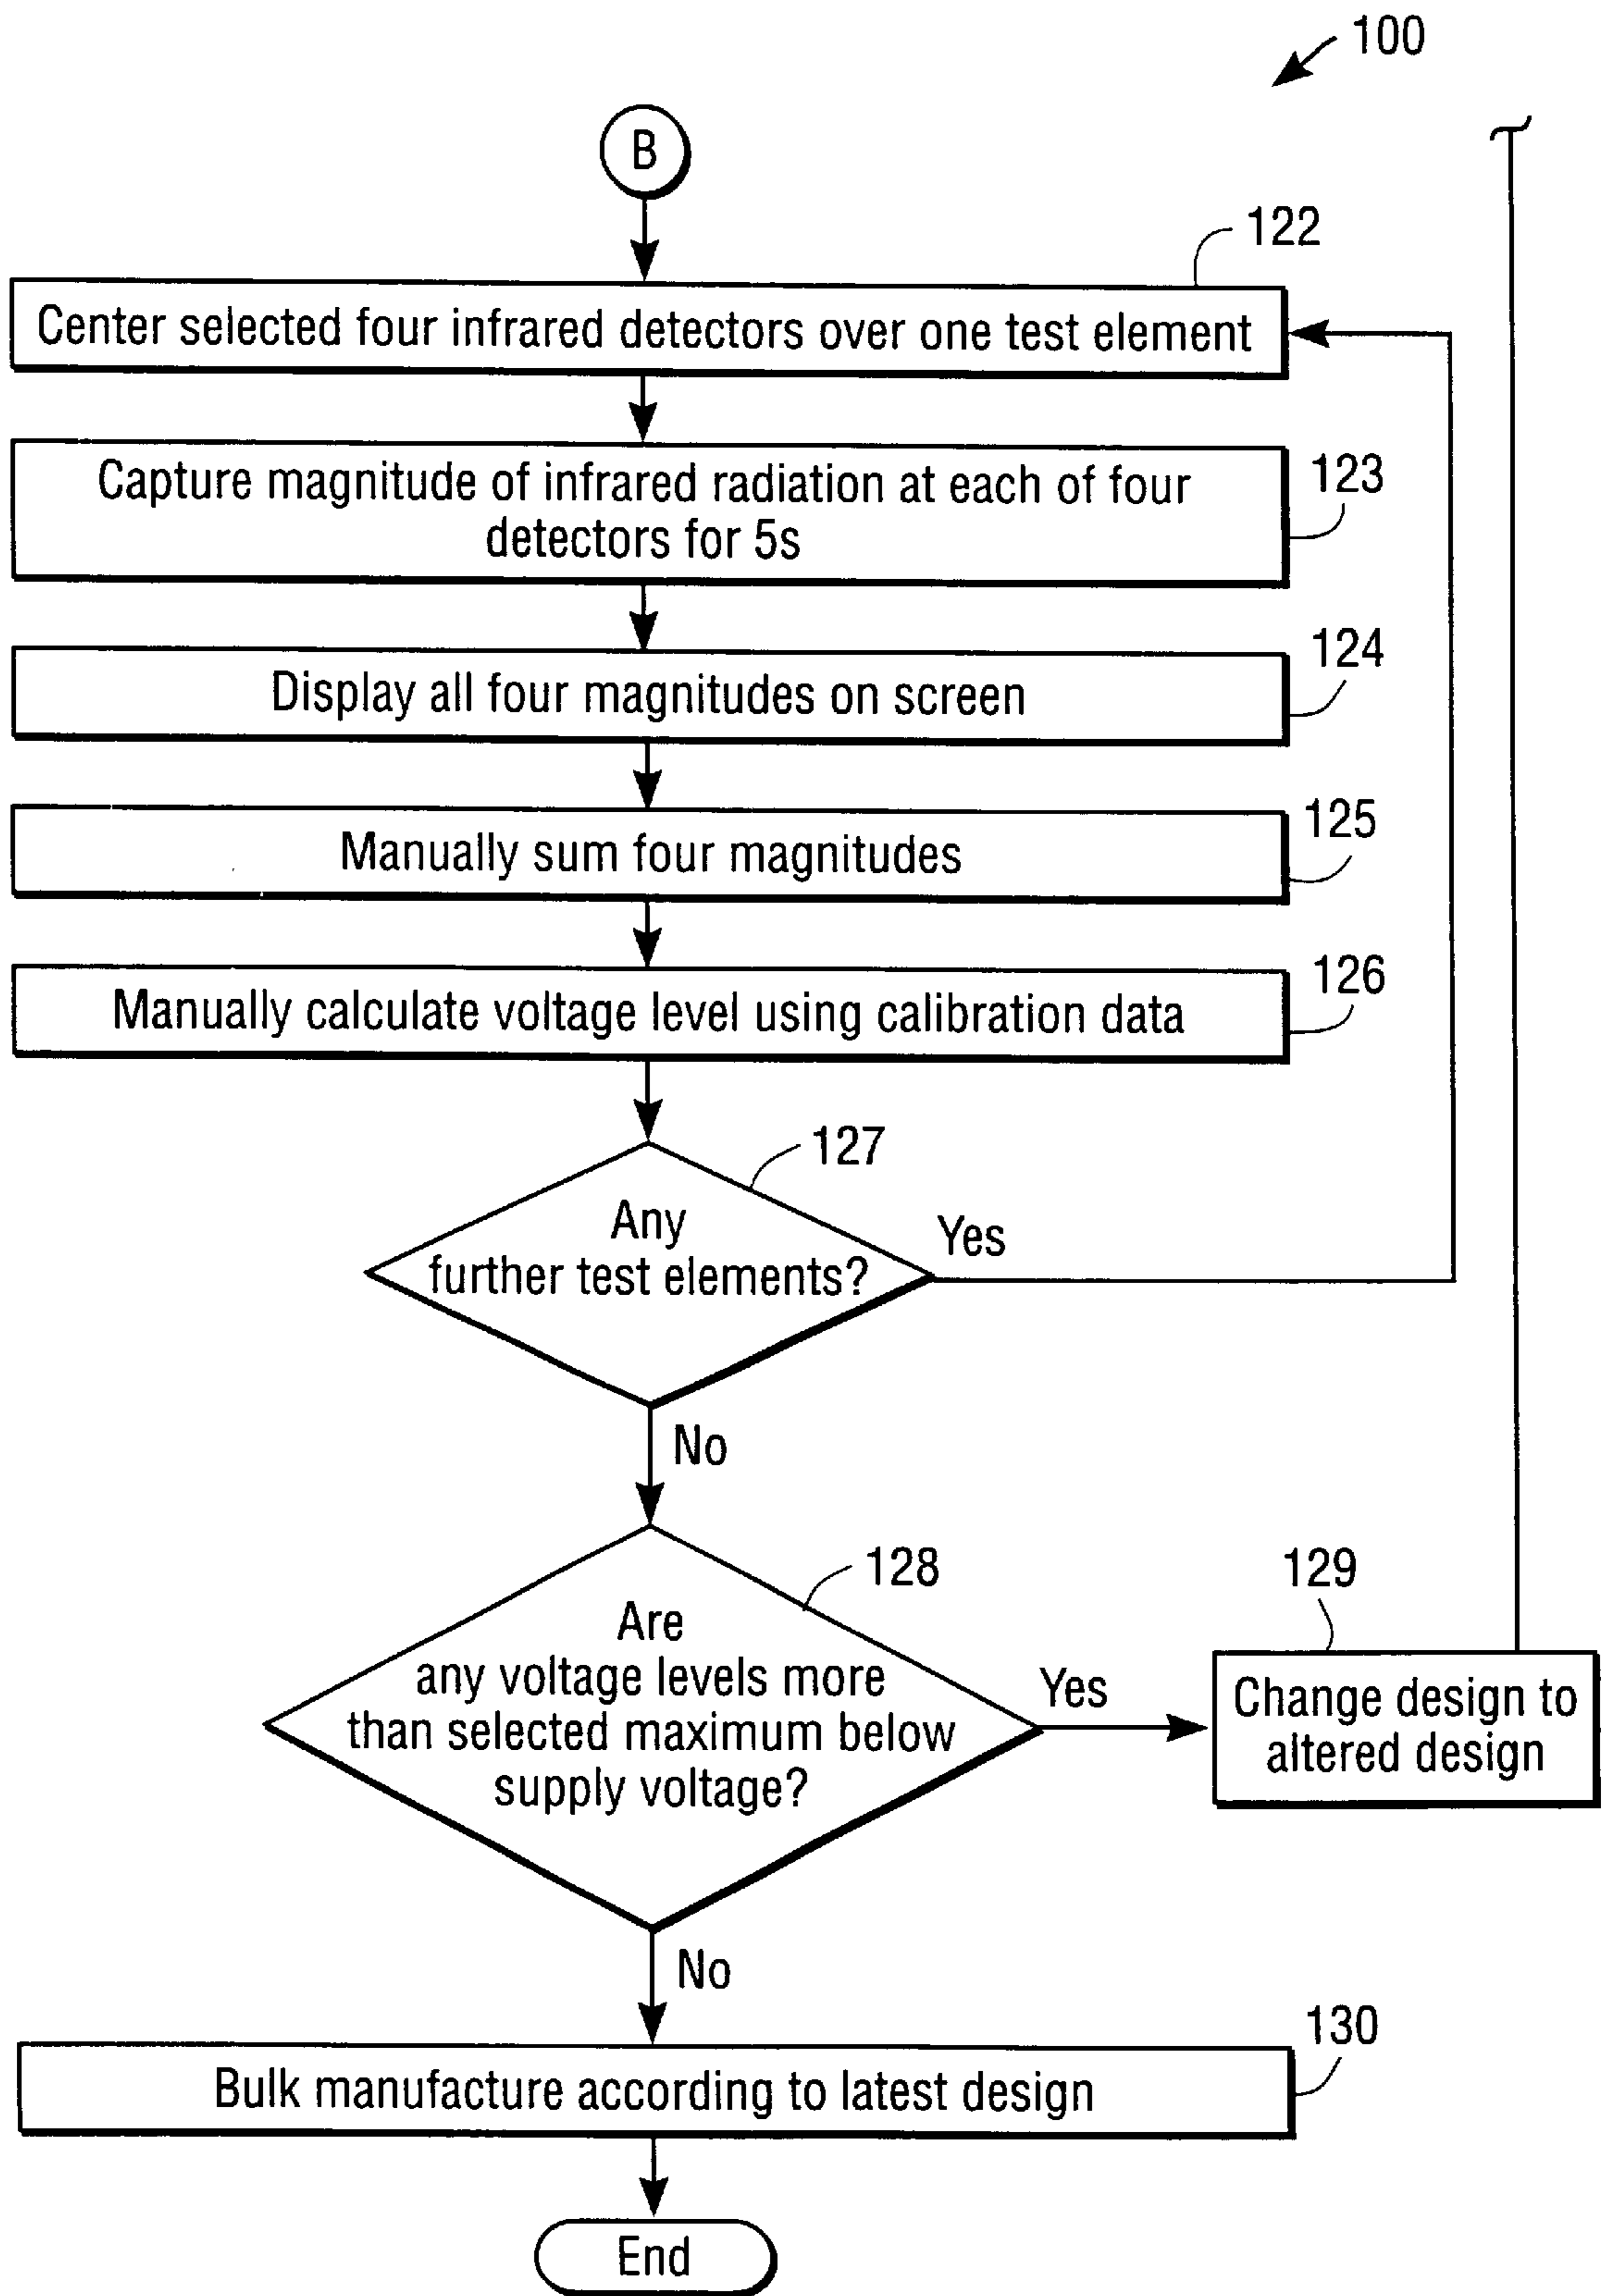 100
B
122
Center selected four infrared detectors over one test element
123
Capture magnitude of infrared radiation at each of four
detectors for 5s
124
Display all four magnitudes on screen
125
Manually sum four magnitudes
126
Manually calculate voltage level using calibration data
127
Any
further test elements?
Yes
No
128
Are
any voltage levels more
than selected maximum below
supply voltage?
Yes
129
Change design to
altered design
No
130
Bulk manufacture according to latest design
End